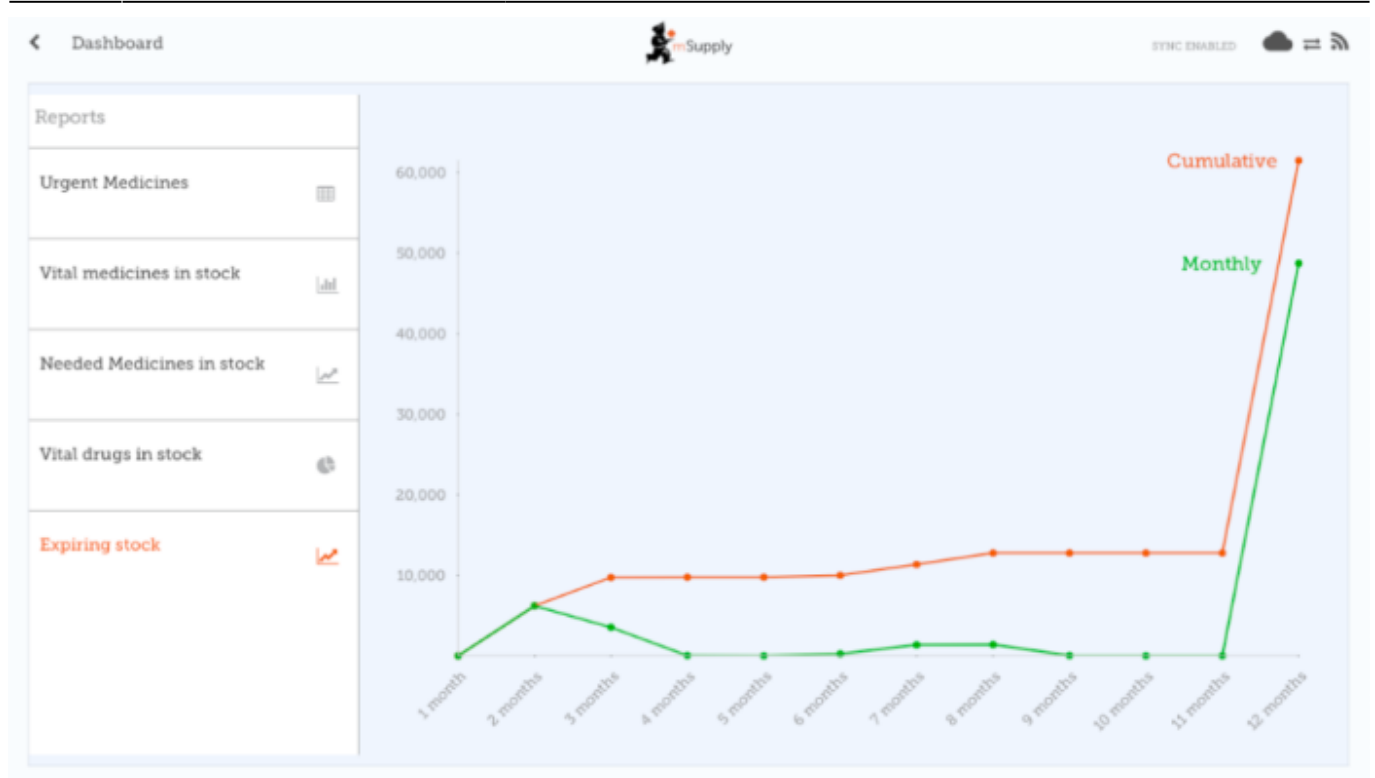 Dashboard
mSupply
SYNC ENABLED
Reports
Urgent Medicines
Vital medicines in stock
Needed Medicines in stock
Vital drugs in stock
Expiring stock
Cumulative
Monthly
60,000
50,000
40,000
30,000
20,000
10,000
1 month
2 months
3 months
4 months
5 months
6 months
7 months
8 months
9 months
10 months
11 months
12 months